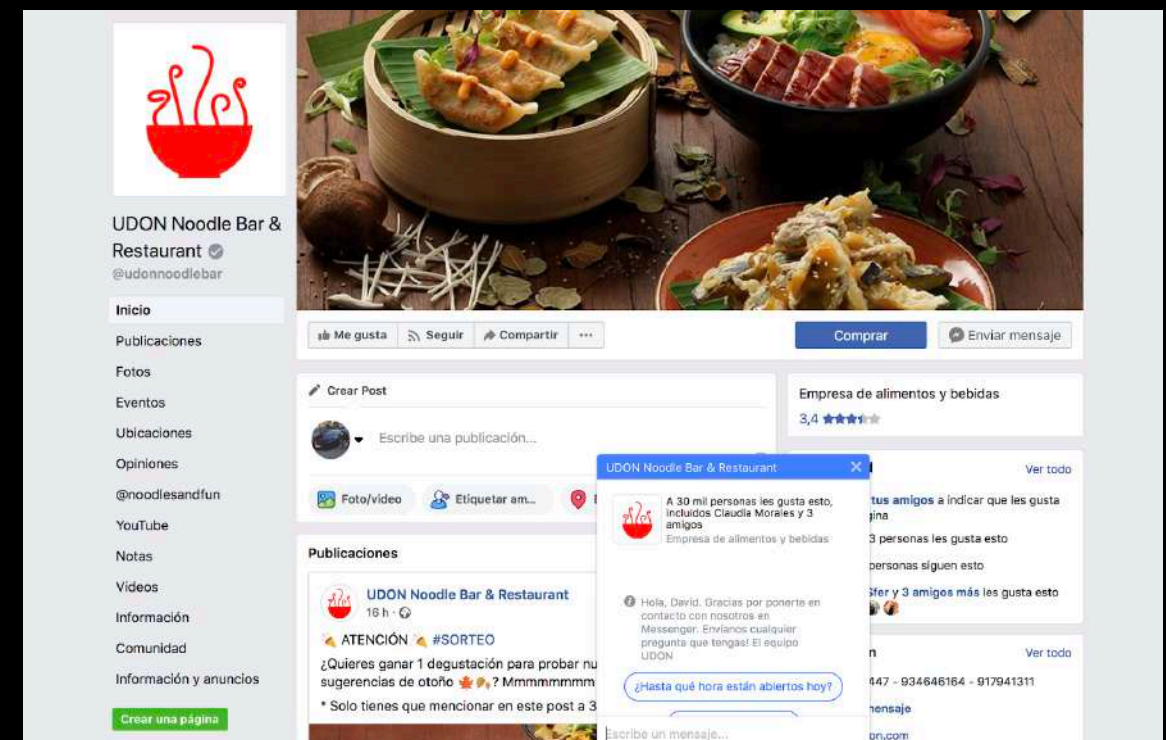 UDON Noodle Bar &
Restaurant
@udonnoodlebar
Inicio
Publicaciones
Fotos
Eventos
Ubicaciones
Opiniones
@noodlesandfun
YouTube
Notas
Videos
Información
Comunidad
Información y anuncios
Crear una página
Me gusta
Seguir
Compartir
...
Comprar
Enviar mensaje
Crear Post
Escribe una publicación...
Foto/video
Etiquetar am...
Publicaciones
UDON Noodle Bar & Restaurant
16 h ·
ATENCIÓN #SORTEO
¿Quieres ganar 1 degustación para probar nu
sugerencias de otoño ? Mmmmmmmm
* Solo tienes que mencionar en este post a 3
UDON Noodle Bar & Restaurant
A 30 mil personas les gusta esto,
incluidos Claudia Morales y 3
amigos
Empresa de alimentos y bebidas
Hola, David. Gracias por ponerte en
contacto con nosotros en
Messenger. Envíanos cualquier
pregunta que tengas! El equipo
UDON
¿Hasta qué hora están abiertos hoy?
Escribe un mensaje...
Empresa de alimentos y bebidas
3,4
Ver todo
tus amigos a indicar que les gusta
3 personas les gusta esto
personas siguen esto
y 3 amigos más les gusta esto
Ver todo
447 - 934646164 - 917941311